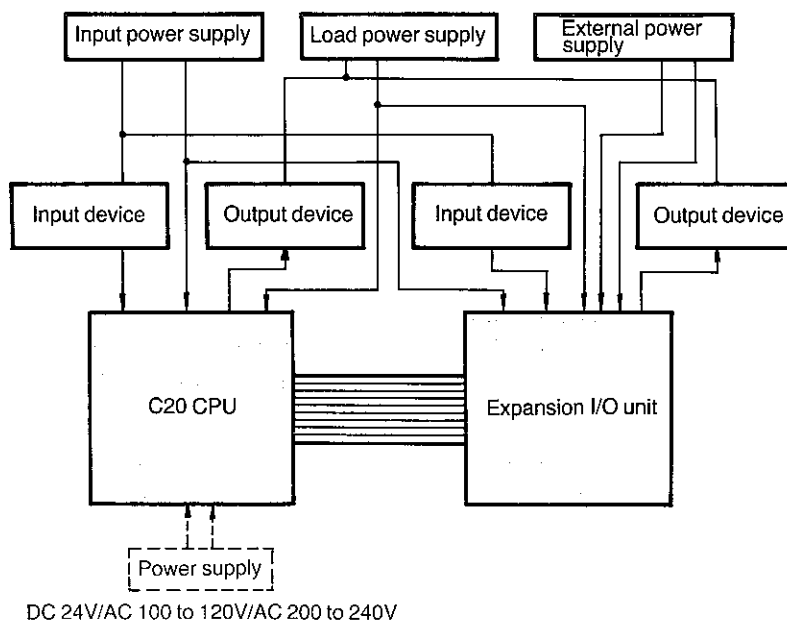 Input power supply
Load power supply
External power
supply
Input device
Output device
Input device
Output device
C20 CPU
Expansion I/O unit
Power supply
DC 24V/AC 100 to 120V/AC 200 to 240V